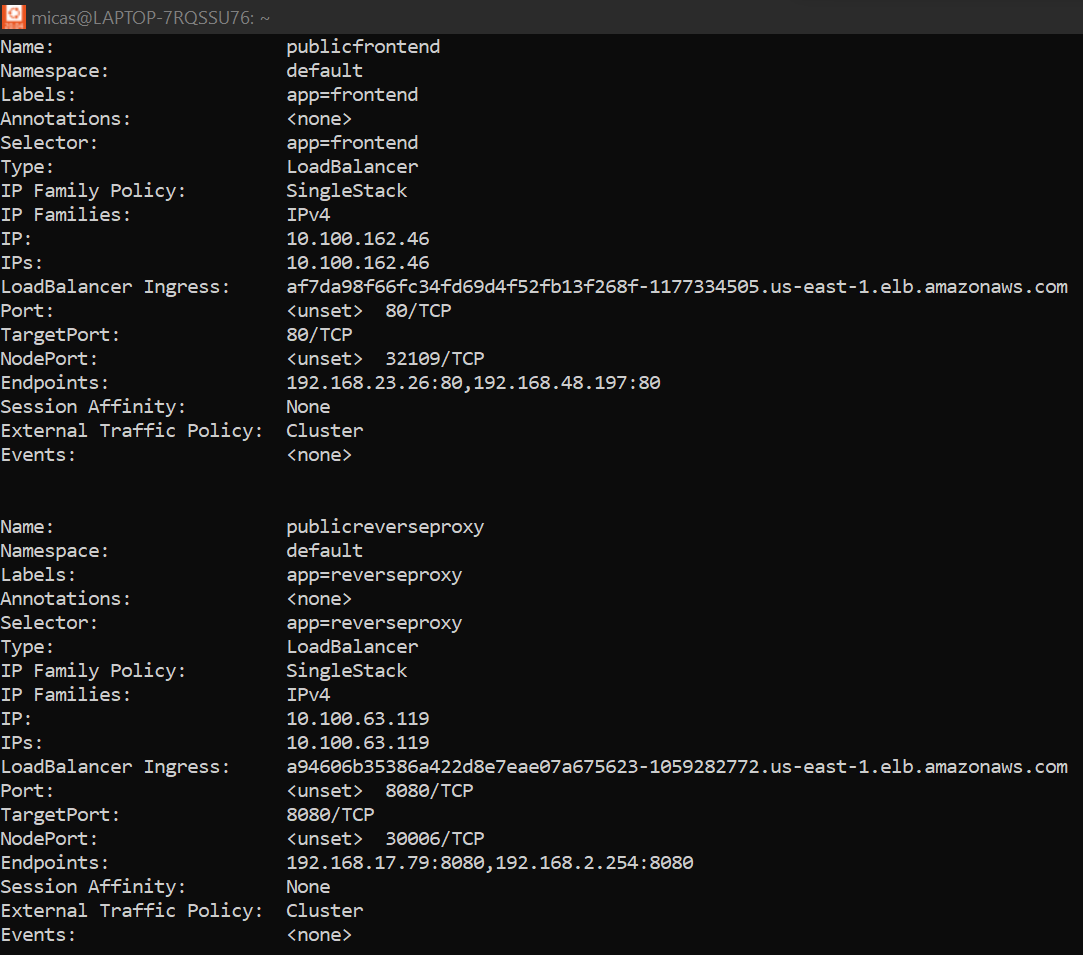 micas@LAPTOP-7RQSSU76: ~
Name: publicfrontend
Namespace: default
Labels: app=frontend
Annotations: <none>
Selector: app=frontend
Type: LoadBalancer
IP Family Policy: SingleStack
IP Families: IPv4
IP: 10.100.162.46
IPs: 10.100.162.46
LoadBalancer Ingress: af7da98f66fc34fd69d4f52fb13f268f-1177334505.us-east-1.elb.amazonaws.com
Port: <unset> 80/TCP
TargetPort: 80/TCP
NodePort: <unset> 32109/TCP
Endpoints: 192.168.23.26:80,192.168.48.197:80
Session Affinity: None
External Traffic Policy: Cluster
Events: <none>
Name: publicreverseproxy
Namespace: default
Labels: app=reverseproxy
Annotations: <none>
Selector: app=reverseproxy
Type: LoadBalancer
IP Family Policy: SingleStack
IP Families: IPv4
IP: 10.100.63.119
IPs: 10.100.63.119
LoadBalancer Ingress: a94606b35386a422d8e7eae07a675623-1059282772.us-east-1.elb.amazonaws.com
Port: <unset> 8080/TCP
TargetPort: 8080/TCP
NodePort: <unset> 30006/TCP
Endpoints: 192.168.17.79:8080,192.168.2.254:8080
Session Affinity: None
External Traffic Policy: Cluster
Events: <none>